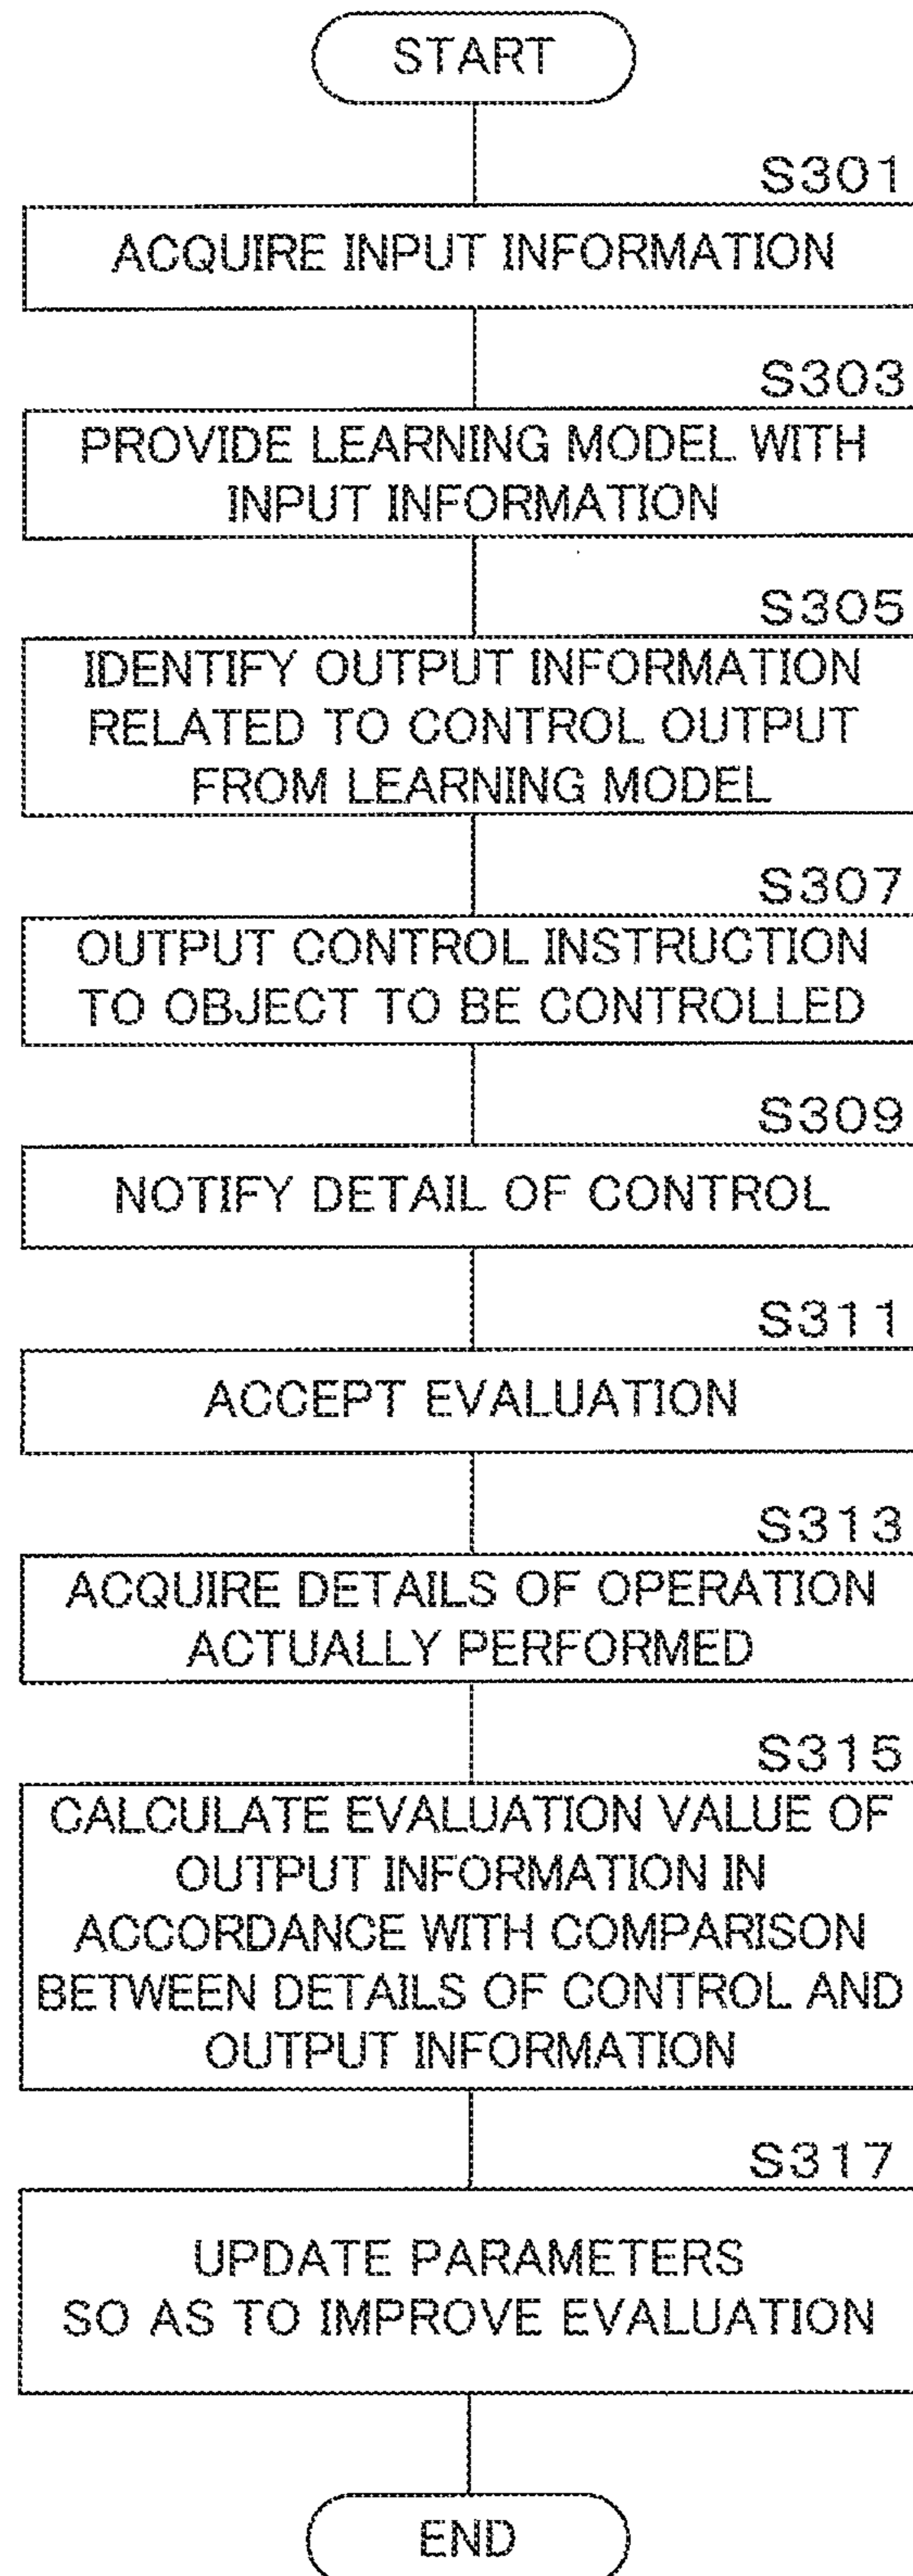 START
S301
ACQUIRE INPUT INFORMATION
S303
PROVIDE LEARNING MODEL WITH
INPUT INFORMATION
S305
IDENTIFY OUTPUT INFORMATION
RELATED TO CONTROL OUTPUT
FROM LEARNING MODEL
S307
OUTPUT CONTROL INSTRUCTION
TO OBJECT TO BE CONTROLLED
S309
NOTIFY DETAIL OF CONTROL
S311
ACCEPT EVALUATION
S313
ACQUIRE DETAILS OF OPERATION
ACTUALLY PERFORMED
S315
CALCULATE EVALUATION VALUE OF
OUTPUT INFORMATION IN
ACCORDANCE WITH COMPARISON
BETWEEN DETAILS OF CONTROL AND
OUTPUT INFORMATION
S317
UPDATE PARAMETERS
SO AS TO IMPROVE EVALUATION
END